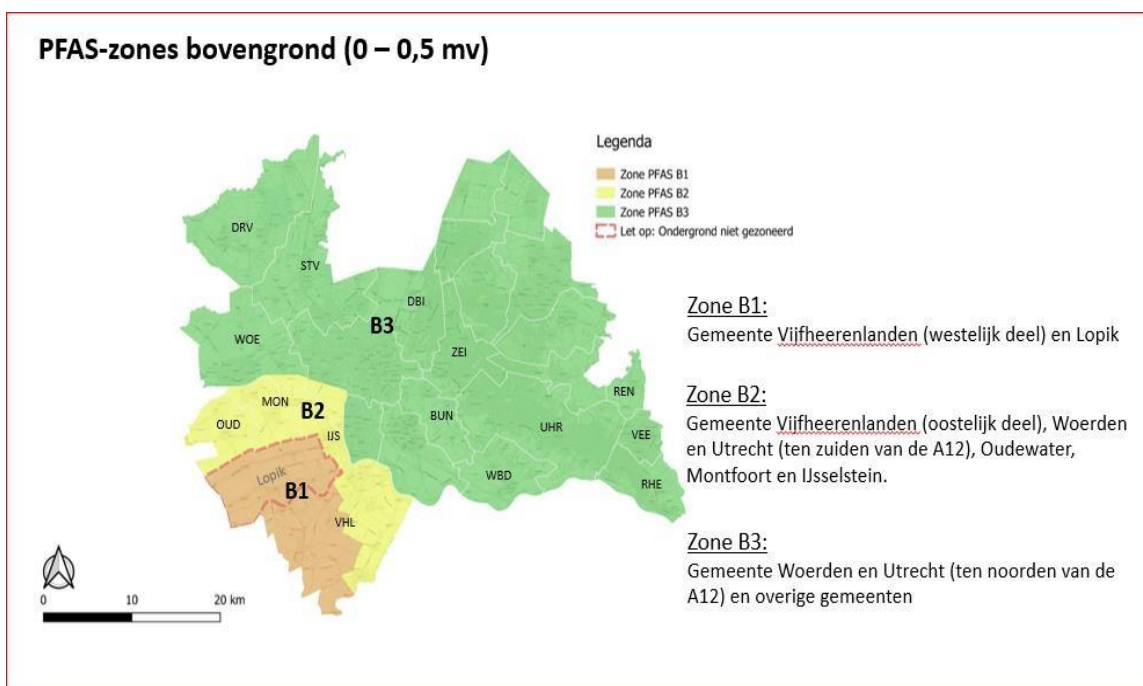 PFAS-zones bovengrond (0 – 0,5 mv)
Legenda
Zone PFAS B1
Zone PFAS B2
Zone PFAS B3
Let op: Ondergrond niet gezoneerd
DRV
STV
DBI
B3
WOE
ZEI
REN
MON
B2
OUD
IJS
BUN
UHR
VEE
WBD
RHE
Lopik
B1
VHL
0 10 20 km
Zone B1:
Gemeente Vijfheerenlanden (westelijk deel) en Lopik
Zone B2:
Gemeente Vijfheerenlanden (oostelijk deel), Woerden
en Utrecht (ten zuiden van de A12), Oudewater,
Montfoort en IJsselstein.
Zone B3:
Gemeente Woerden en Utrecht (ten noorden van de
A12) en overige gemeenten